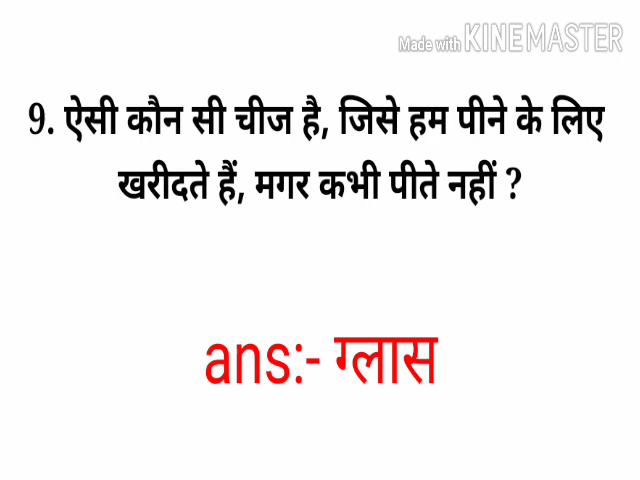 Made with KINEMASTER
9. ऐसी कौन सी चीज है, जिसे हम पीने के लिए
खरीदते हैं, मगर कभी पीते नहीं ?
ans:- ग्लास